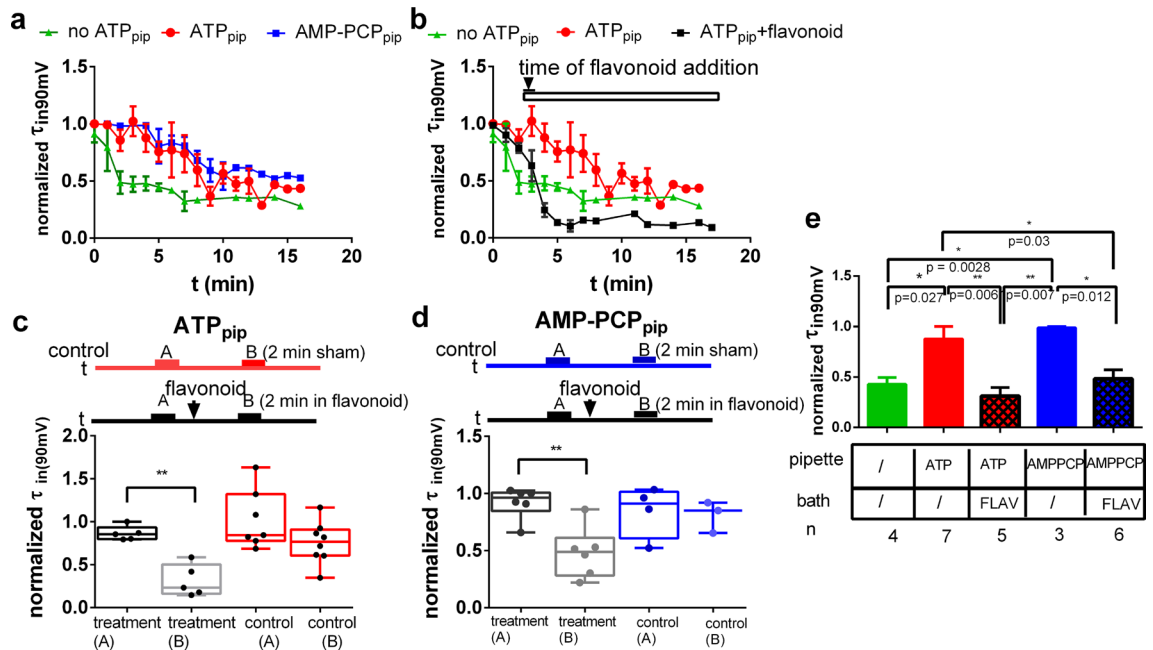 a
no ATPpip ATPpip AMP-PCPpip
normalized τin90mV
1.5
1.0
0.5
0.0
0 5 10 15 20
t (min)
b
no ATPpip ATPpip ATPpip+flavonoid
time of flavonoid addition
normalized τin90mV
1.5
1.0
0.5
0.0
0 5 10 15 20
t (min)
c
ATPpip
control
t
A B (2 min sham)
flavonoid
t
A B (2 min in flavonoid)
normalized τ in(90mV)
2.0
1.5
1.0
0.5
0.0
**
treatment (A)
treatment (B)
control (A)
control (B)
d
AMP-PCPpip
control
t
A B (2 min sham)
flavonoid
t
A B (2 min in flavonoid)
normalized τ in(90mV)
1.5
1.0
0.5
0.0
**
treatment (A)
treatment (B)
control (A)
control (B)
e
*
p=0.03
*
p = 0.0028
* ** ** *
p=0.027 p=0.006 p=0.007 p=0.012
normalized τin90mV
1.5
1.0
0.5
0.0
pipette / ATP ATP AMPPCP AMPPCP
bath / / FLAV / FLAV
n 4 7 5 3 6